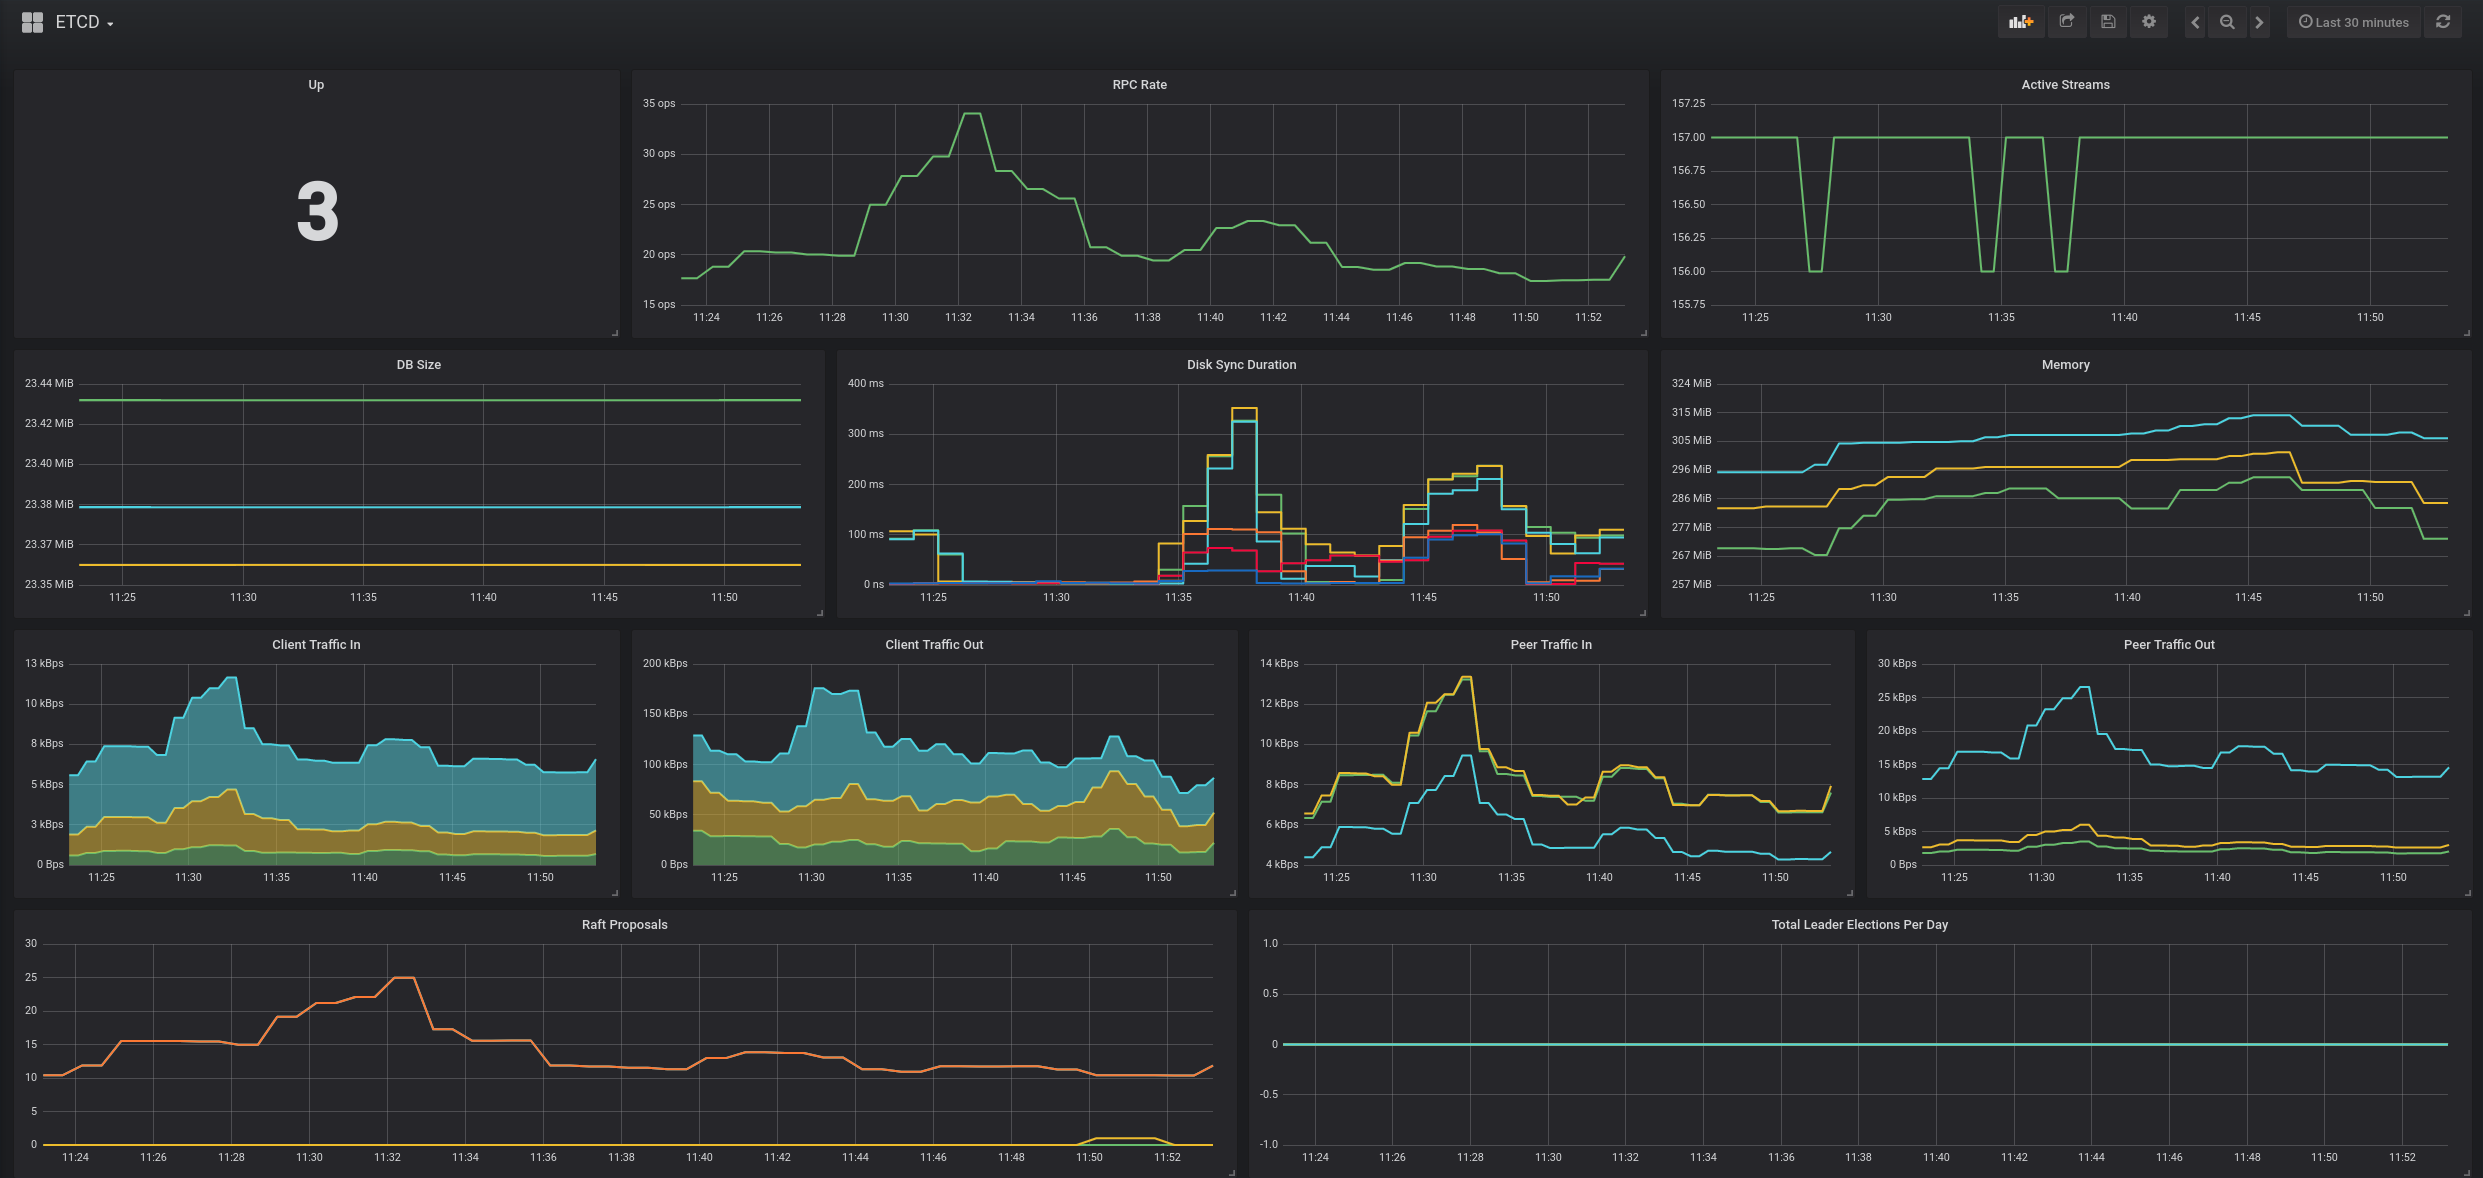 ETCD
Last 30 minutes
Up
3
RPC Rate
35 ops
30 ops
25 ops
20 ops
15 ops
11:24 11:26 11:28 11:30 11:32 11:34 11:36 11:38 11:40 11:42 11:44 11:46 11:48 11:50 11:52
Active Streams
157.25
157.00
156.75
156.50
156.25
156.00
155.75
11:25 11:30 11:35 11:40 11:45 11:50
DB Size
23.44 MiB
23.42 MiB
23.40 MiB
23.38 MiB
23.37 MiB
23.35 MiB
11:25 11:30 11:35 11:40 11:45 11:50
Disk Sync Duration
400 ms
300 ms
200 ms
100 ms
0 ns
11:25 11:30 11:35 11:40 11:45 11:50
Memory
324 MiB
315 MiB
305 MiB
296 MiB
286 MiB
277 MiB
267 MiB
257 MiB
11:25 11:30 11:35 11:40 11:45 11:50
Client Traffic In
13 kBps
10 kBps
8 kBps
5 kBps
3 kBps
0 Bps
11:25 11:30 11:35 11:40 11:45 11:50
Client Traffic Out
200 kBps
150 kBps
100 kBps
50 kBps
0 Bps
11:25 11:30 11:35 11:40 11:45 11:50
Peer Traffic In
14 kBps
12 kBps
10 kBps
8 kBps
6 kBps
4 kBps
11:25 11:30 11:35 11:40 11:45 11:50
Peer Traffic Out
30 kBps
25 kBps
20 kBps
15 kBps
10 kBps
5 kBps
0 Bps
11:25 11:30 11:35 11:40 11:45 11:50
Raft Proposals
30
25
20
15
10
5
0
11:24 11:26 11:28 11:30 11:32 11:34 11:36 11:38 11:40 11:42 11:44 11:46 11:48 11:50 11:52
Total Leader Elections Per Day
1.0
0.5
0
-0.5
-1.0
11:24 11:26 11:28 11:30 11:32 11:34 11:36 11:38 11:40 11:42 11:44 11:46 11:48 11:50 11:52